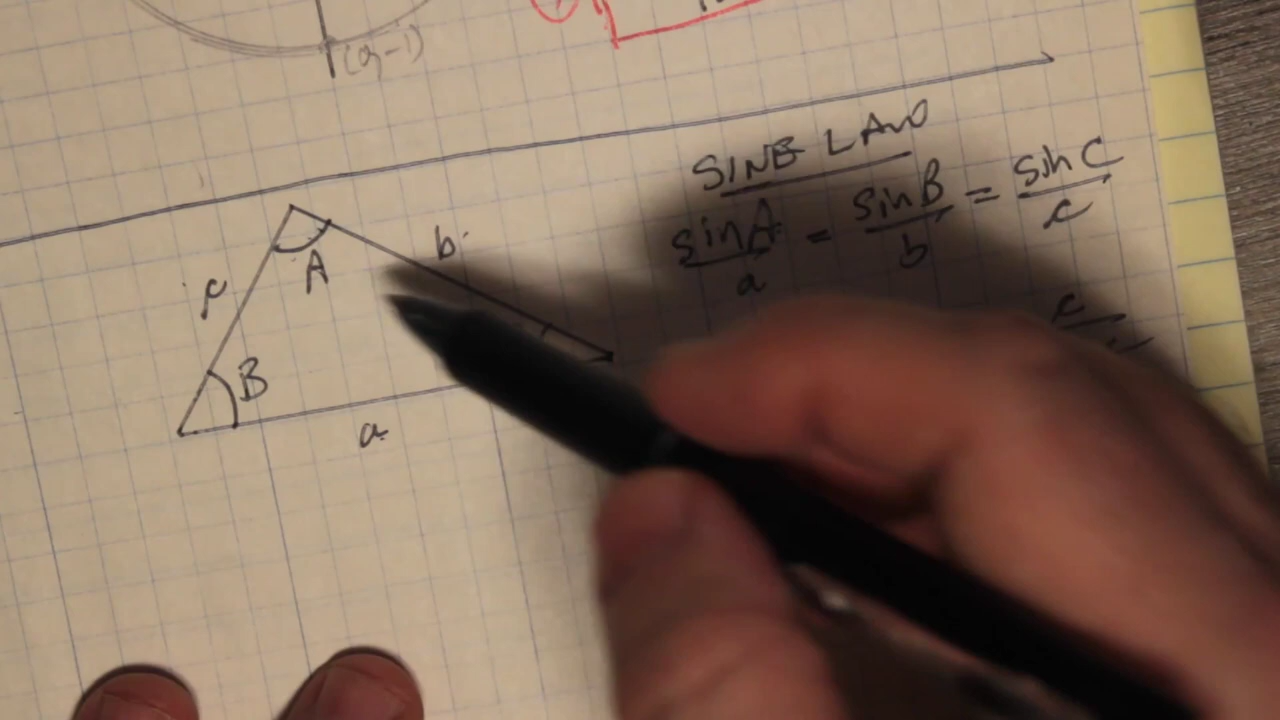 (0,-1)
SINE LAW
sinA/a = sinB/b = sinC/c
c
A
b
c
B
a